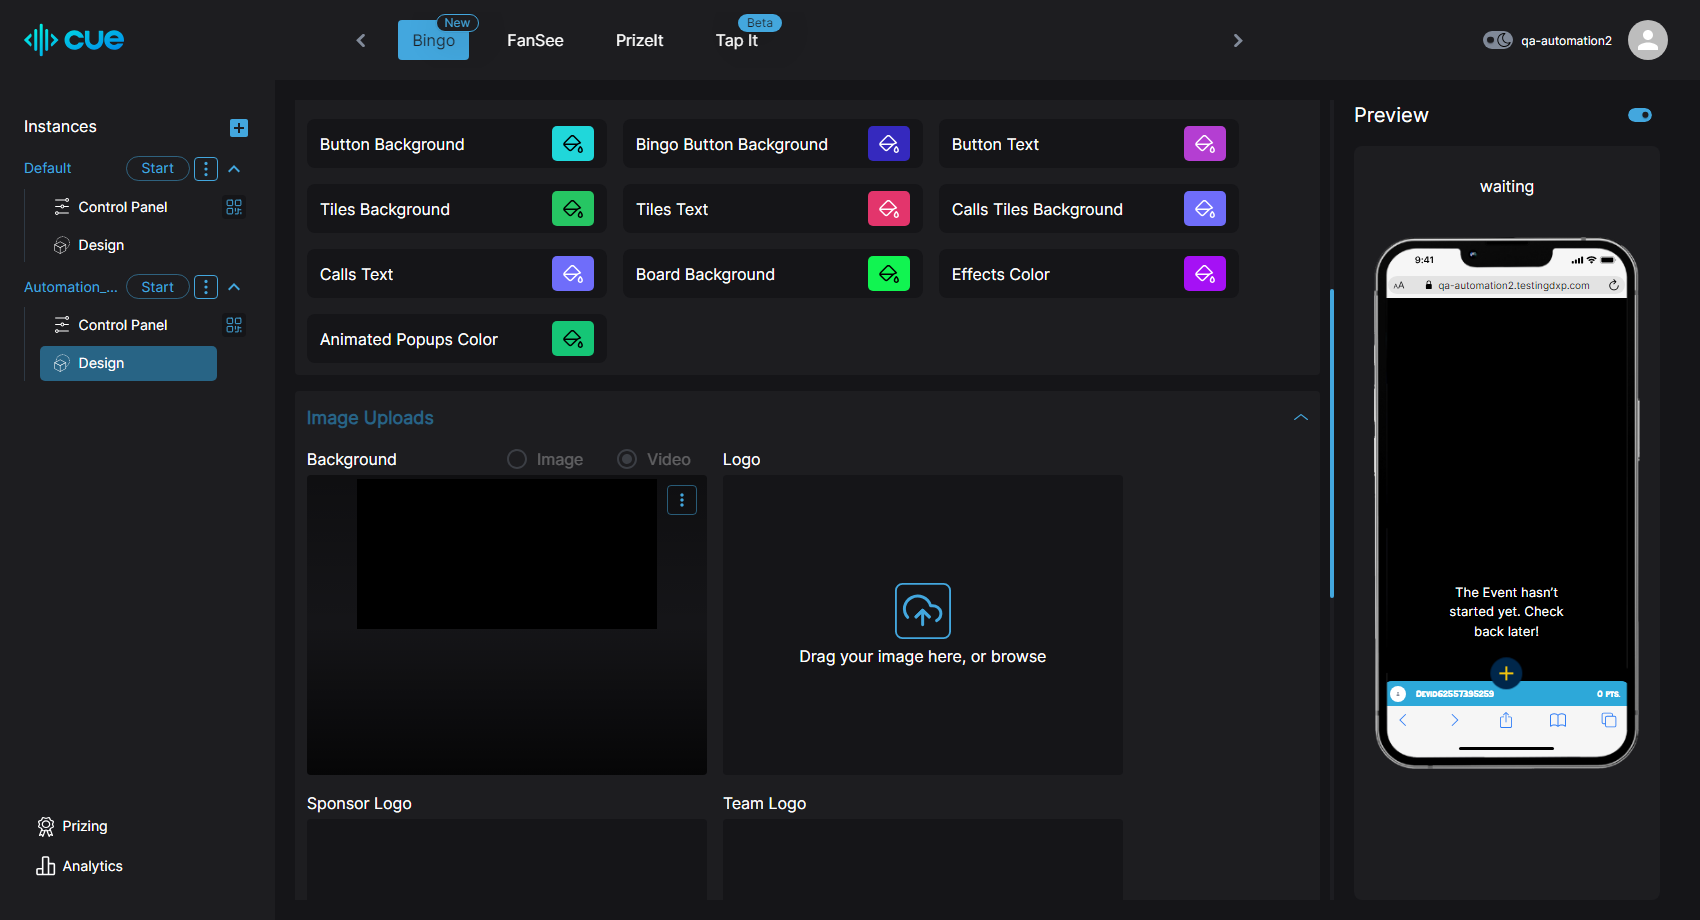 cue
Bingo
New
FanSee
PrizeIt
Tap It
Beta
qa-automation2
Instances
Default
Start
Control Panel
Design
Automation_...
Start
Control Panel
Design
Prizing
Analytics
Button Background
Bingo Button Background
Button Text
Tiles Background
Tiles Text
Calls Tiles Background
Calls Text
Board Background
Effects Color
Animated Popups Color
Image Uploads
Background
Image
Video
Logo
Drag your image here, or browse
Sponsor Logo
Team Logo
Preview
waiting
9:41
AA
qa-automation2.testingdxp.com
The Event hasn't
started yet. Check
back later!
DEVID62557395259
0 PTS.